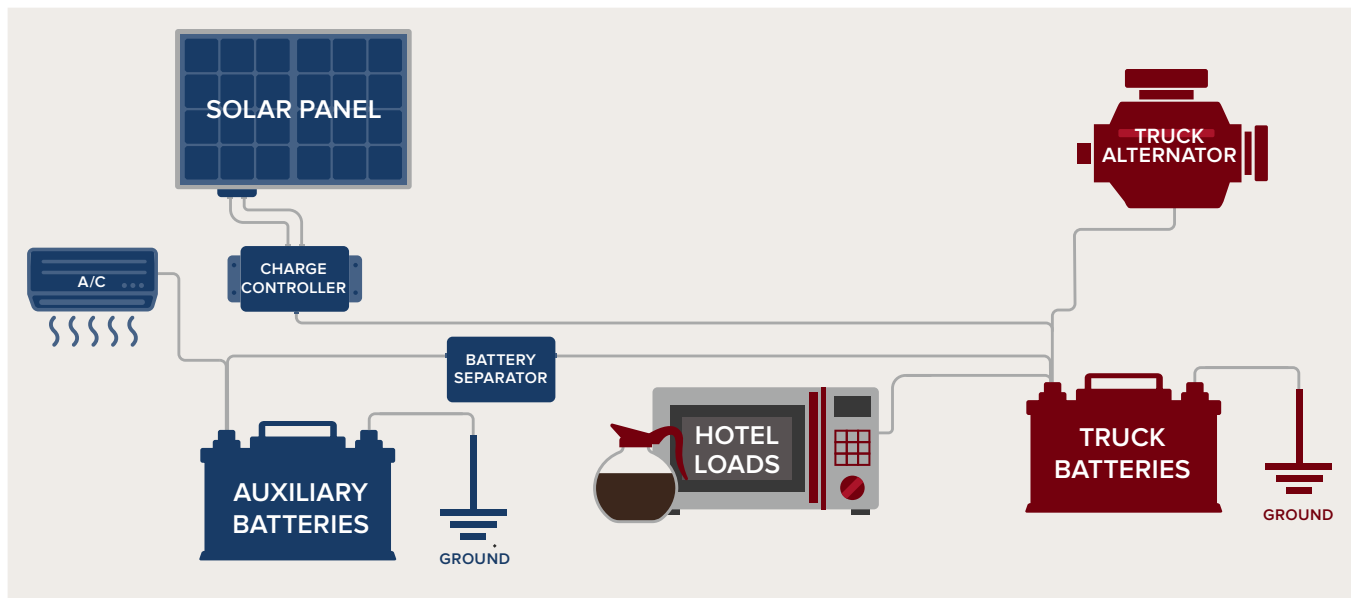 SOLAR PANEL
TRUCK
ALTERNATOR
CHARGE
CONTROLLER
A/C
BATTERY
SEPARATOR
HOTEL
LOADS
TRUCK
BATTERIES
AUXILIARY
BATTERIES
GROUND
GROUND